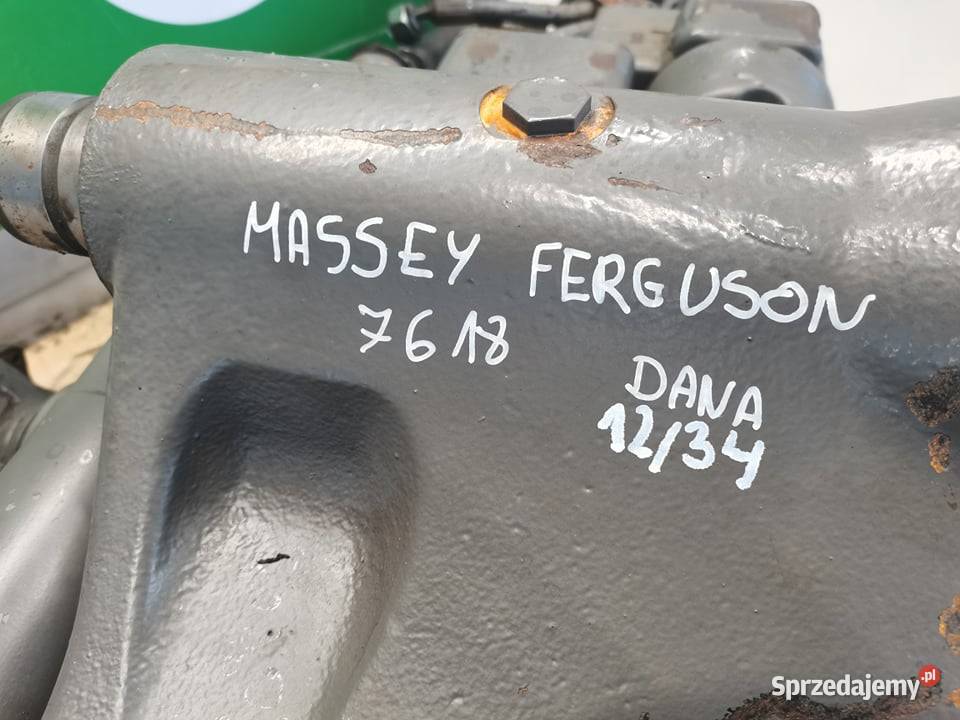 MASSEY FERGUSON
7618
DANA
12/34
Sprzedajemy.pl